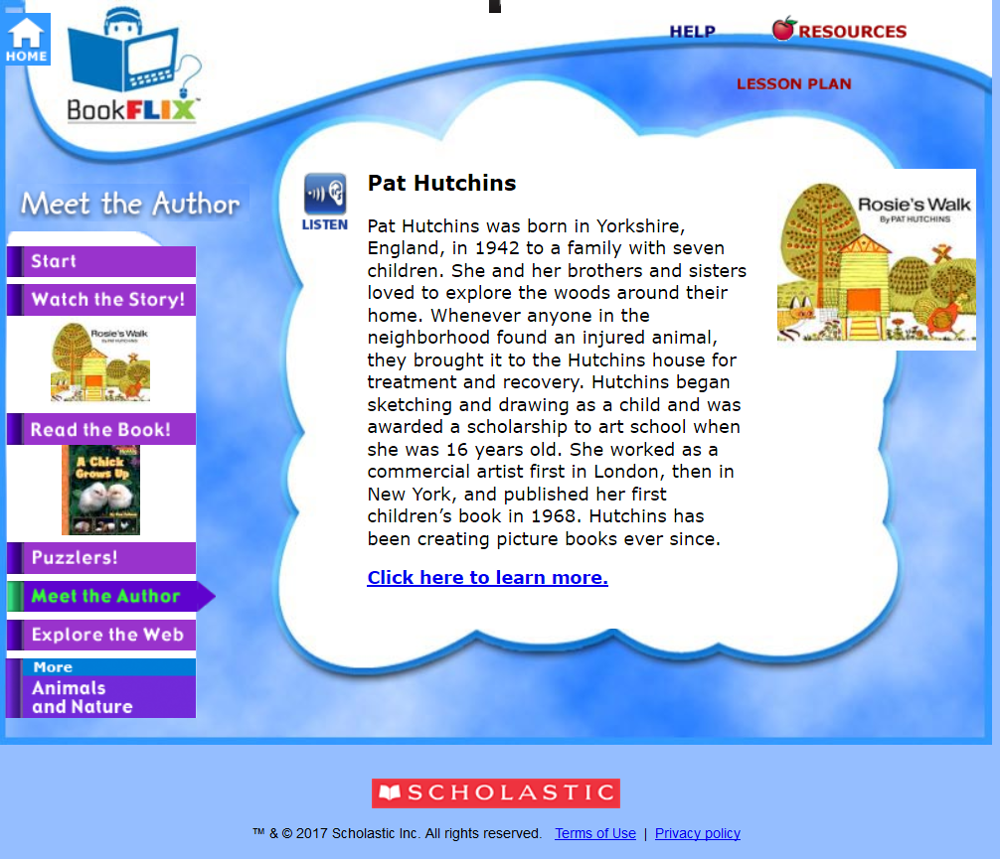 HOME
BookFLIX™
HELP
RESOURCES
LESSON PLAN
Meet the Author
Start
Watch the Story!
Rosie's Walk
By PAT HUTCHINS
Read the Book!
A Chick
Grows Up
Puzzlers!
Meet the Author
Explore the Web
More
Animals
and Nature
LISTEN
Pat Hutchins
Pat Hutchins was born in Yorkshire,
England, in 1942 to a family with seven
children. She and her brothers and sisters
loved to explore the woods around their
home. Whenever anyone in the
neighborhood found an injured animal,
they brought it to the Hutchins house for
treatment and recovery. Hutchins began
sketching and drawing as a child and was
awarded a scholarship to art school when
she was 16 years old. She worked as a
commercial artist first in London, then in
New York, and published her first
children’s book in 1968. Hutchins has
been creating picture books ever since.
Click here to learn more.
Rosie's Walk
By PAT HUTCHINS
SCHOLASTIC
™ & © 2017 Scholastic Inc. All rights reserved. Terms of Use | Privacy policy